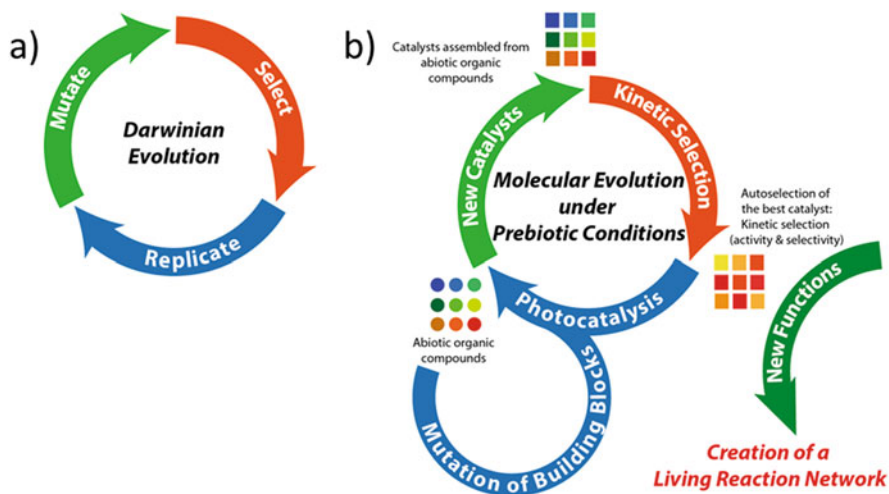 a)
Mutate
Select
Darwinian
Evolution
Replicate
b)
Catalysts assembled from
abiotic organic
compounds
New Catalysts
Kinetic Selection
Molecular Evolution
under
Prebiotic Conditions
Autoselection of
the best catalyst:
Kinetic selection
(activity & selectivity)
Photocatalysis
Abiotic organic
compounds
Mutation of Building Blocks
New Functions
Creation of a
Living Reaction Network